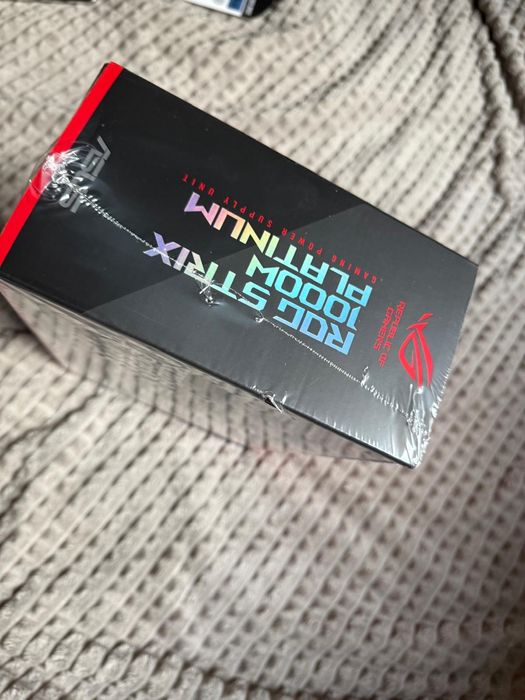 REPUBLIC OF
GAMERS
ROG STRIX
1000W
PLATINUM
GAMING POWER SUPPLY UNIT